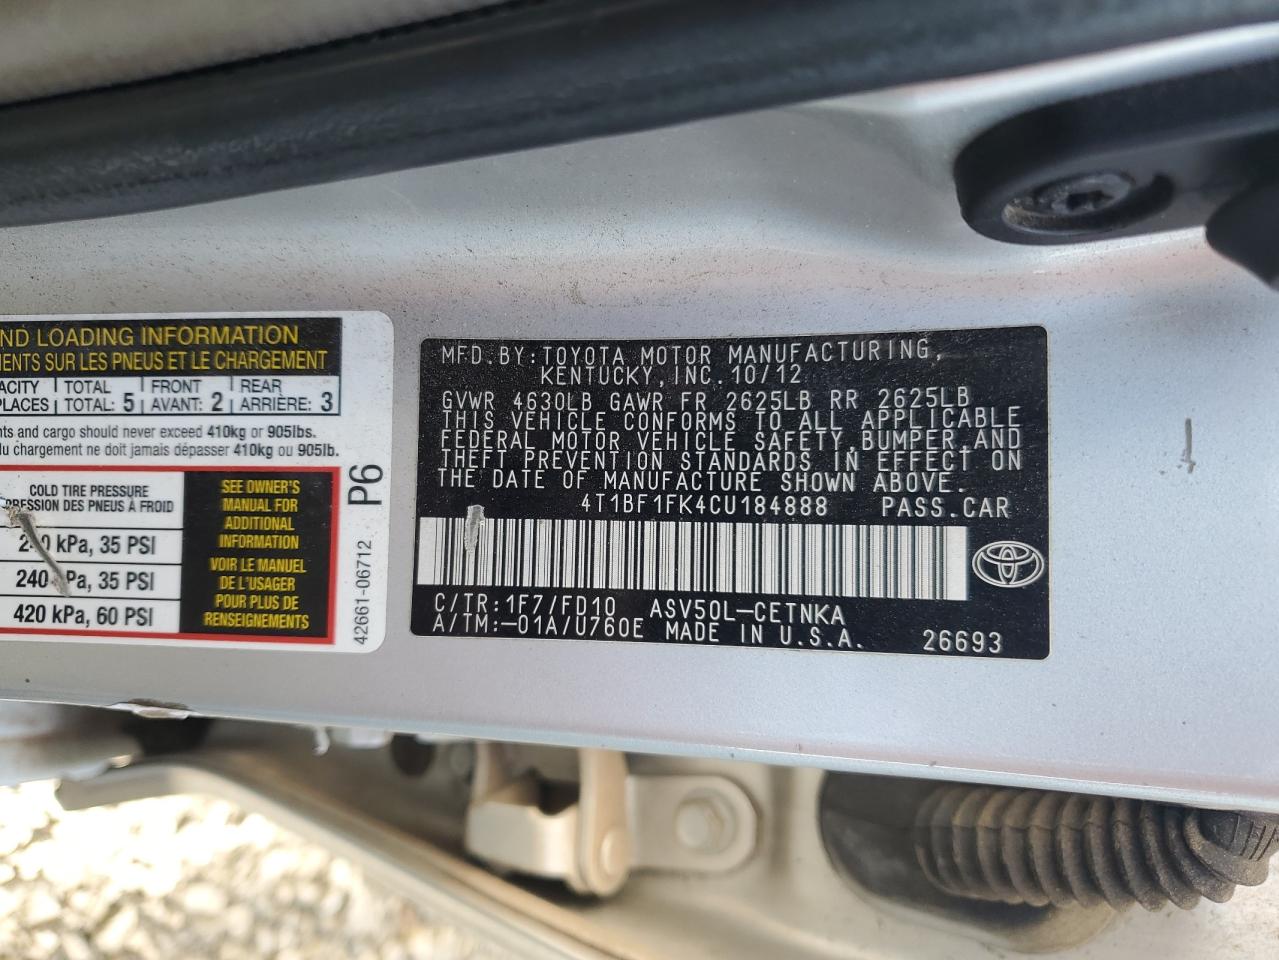 ND LOADING INFORMATION
MENTS SUR LES PNEUS ET LE CHARGEMENT
TOTAL FRONT REAR
TOTAL: 5 AVANT: 2 ARRIÈRE: 3
and cargo should never exceed 410kg or 905lbs.
du chargement ne doit jamais dépasser 410kg ou 905lb.
COLD TIRE PRESSURE
DES PNEUS À FROID
kPa, 35 PSI
240 kPa, 35 PSI
420 kPa, 60 PSI
SEE OWNER'S
MANUAL FOR
ADDITIONAL
INFORMATION
VOIR LE MANUEL
DE L'USAGER
POUR PLUS DE
RENSEIGNEMENTS
P6
42661-06712
MFD. BY: TOYOTA MOTOR MANUFACTURING,
KENTUCKY, INC. 10/12
GVWR 4630LB GAWR FR 2625LB RR 2625LB
THIS VEHICLE CONFORMS TO ALL APPLICABLE
FEDERAL MOTOR VEHICLE SAFETY, BUMPER, AND
THEFT PREVENTION STANDARDS IN EFFECT ON
THE DATE OF MANUFACTURE SHOWN ABOVE.
4T1BF1FK4CU184888 PASS. CAR
C/TR: 1F7/FD10 ASV50L-CETNKA
A/TM: -01A/U760E MADE IN U.S.A. 26693